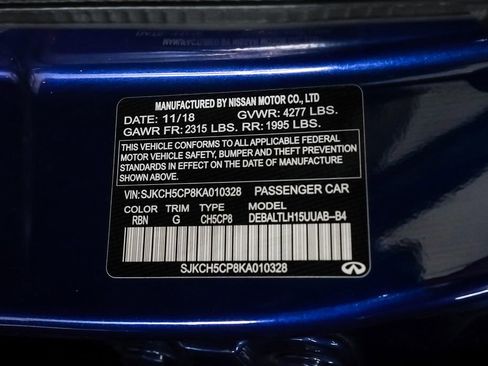 MANUFACTURED BY NISSAN MOTOR CO., LTD
DATE: 11/18 GVWR: 4277 LBS.
GAWR FR: 2315 LBS. RR: 1995 LBS.
THIS VEHICLE CONFORMS TO ALL APPLICABLE FEDERAL
MOTOR VEHICLE SAFETY, BUMPER AND THEFT PREVENTION
STANDARDS IN EFFECT ON THE DATE OF MANUFACTURE
SHOWN ABOVE.
VIN: SJKCH5CP8KA010328 PASSENGER CAR
COLOR TRIM TYPE MODEL
RBN G CH5CP8 DEBALTLH15UUAB-B4
SJKCH5CP8KA010328